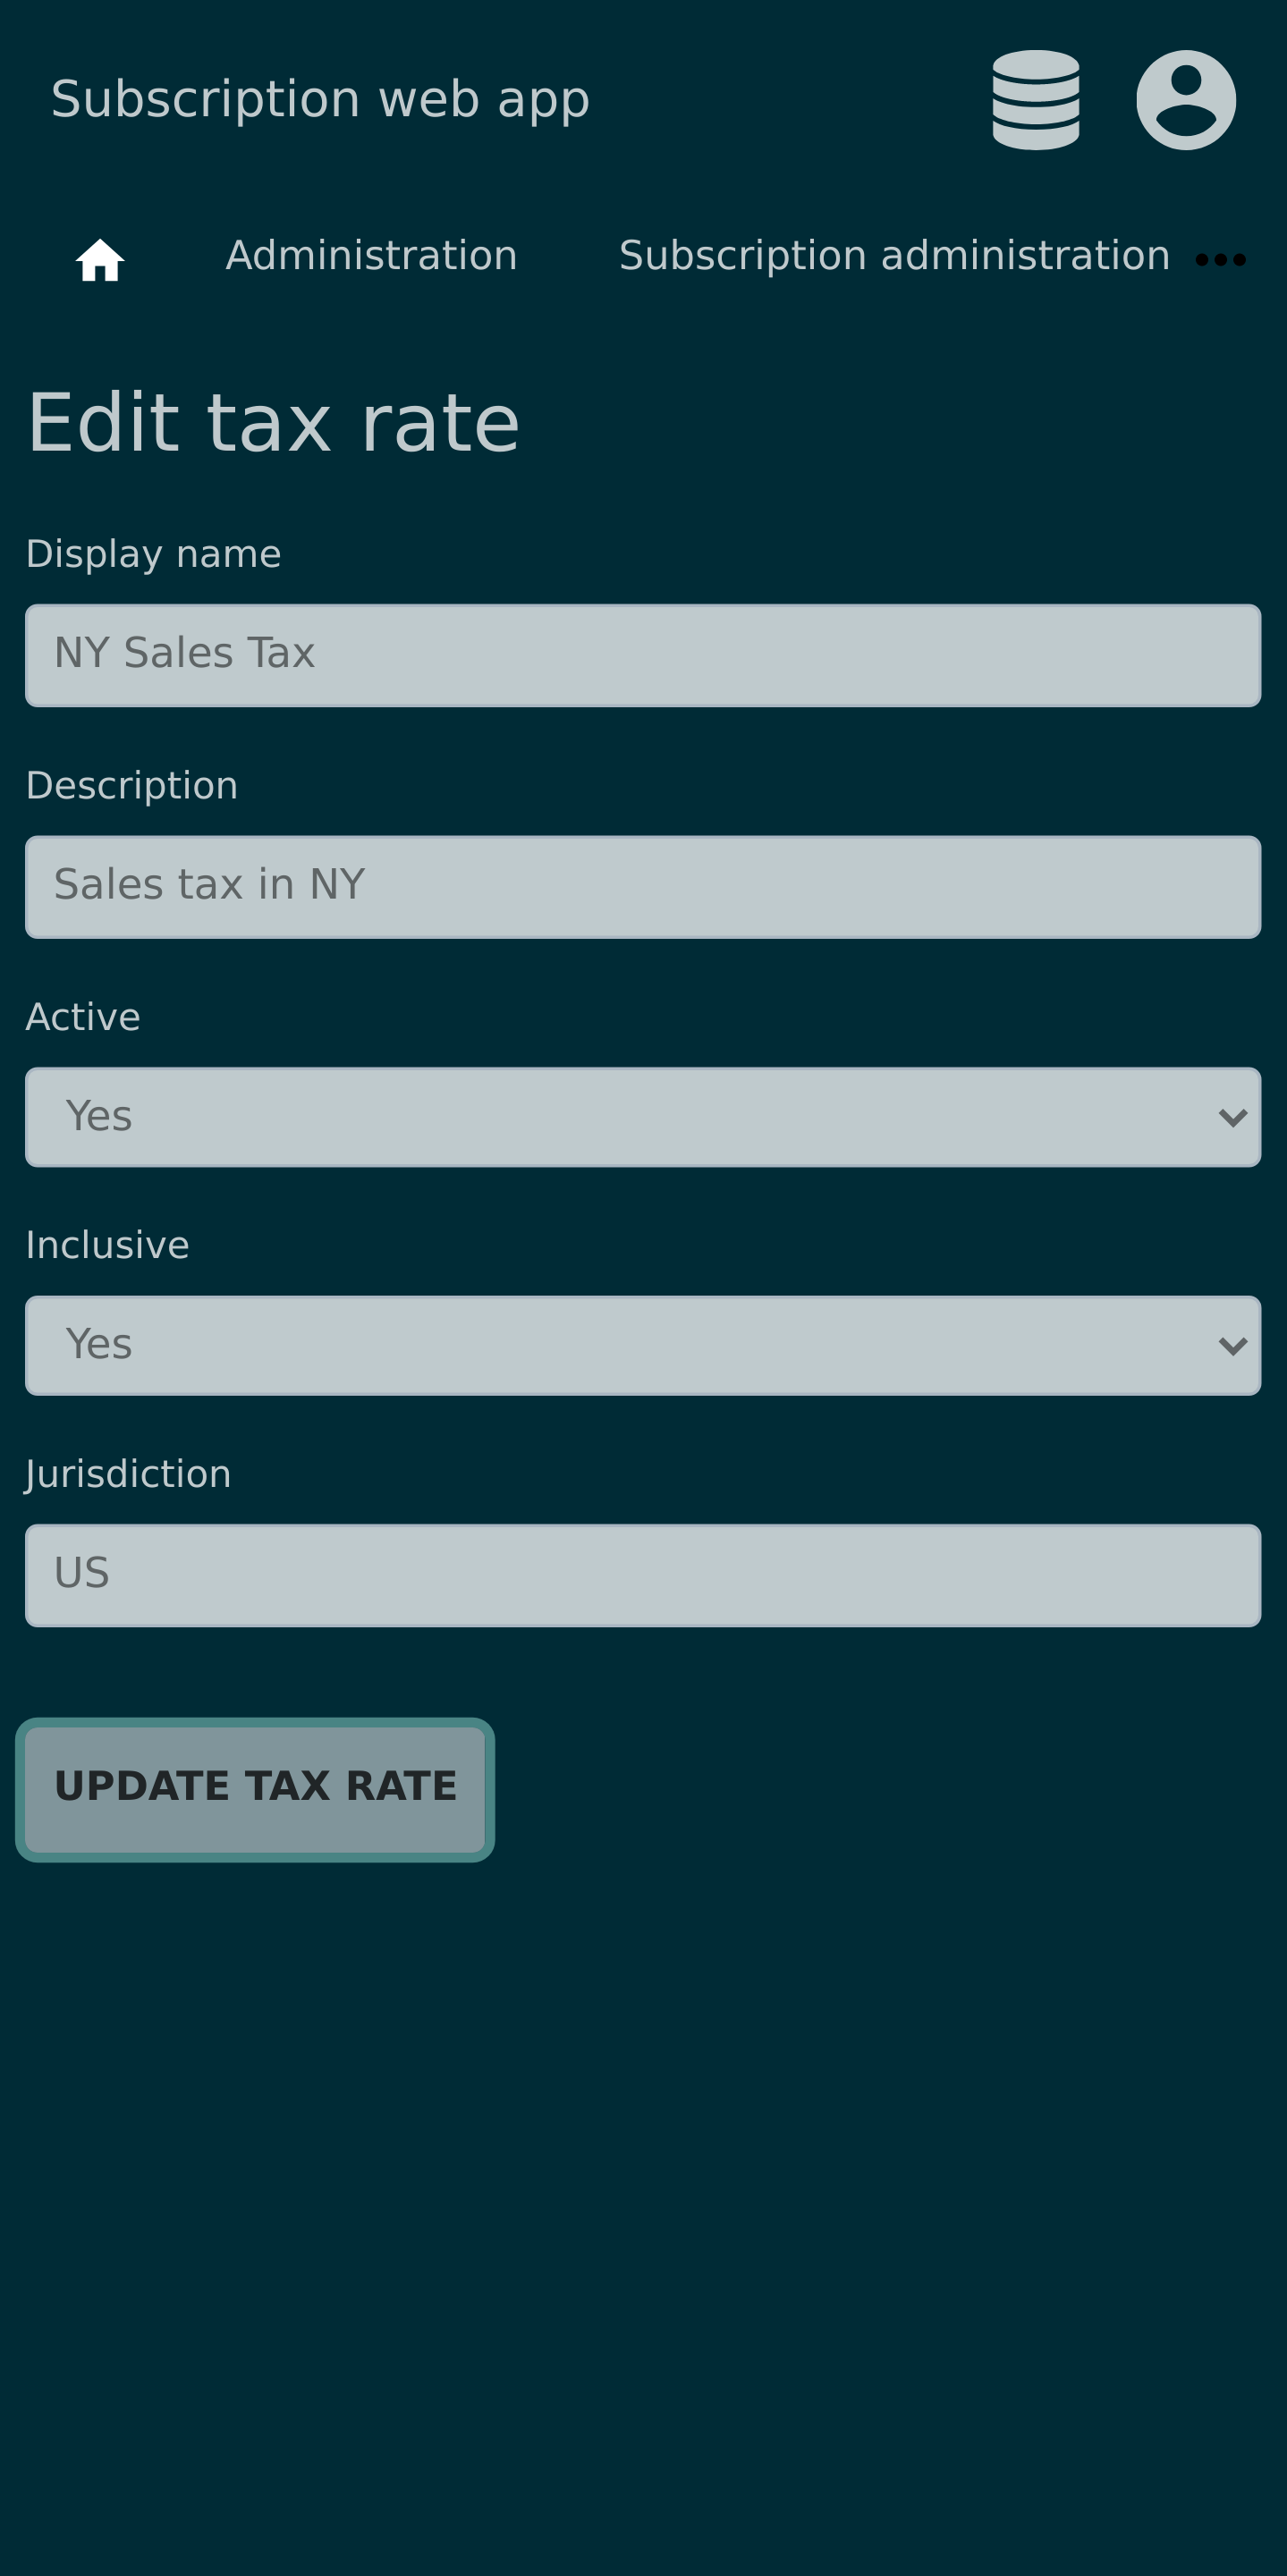 Subscription web app
Administration Subscription administration
Edit tax rate
Display name
NY Sales Tax
Description
Sales tax in NY
Active
Yes
Inclusive
Yes
Jurisdiction
US
UPDATE TAX RATE